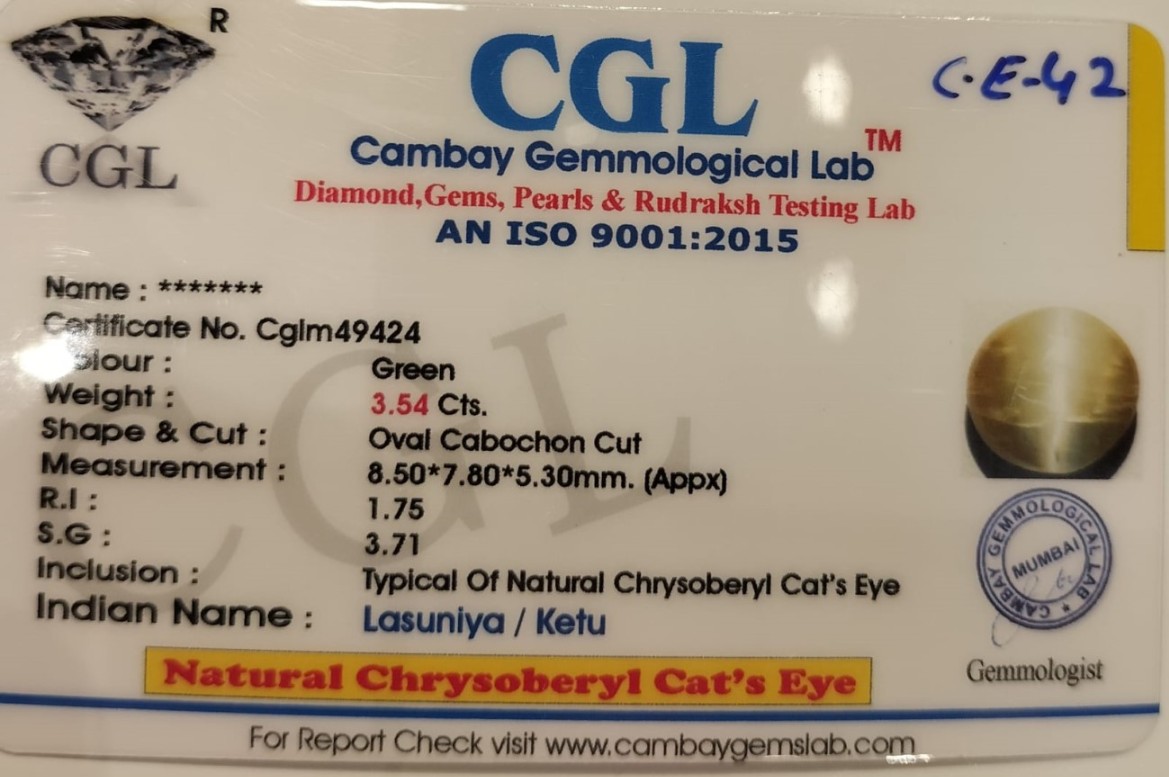 R
CGL
CGL
C.E-42
Cambay Gemmological Lab™
Diamond,Gems, Pearls & Rudraksh Testing Lab
AN ISO 9001:2015
Name : *******
Certificate No. Cglm49424
Colour : Green
Weight : 3.54 Cts.
Shape & Cut : Oval Cabochon Cut
Measurement : 8.50*7.80*5.30mm. (Appx)
R.I : 1.75
S.G : 3.71
Inclusion : Typical Of Natural Chrysoberyl Cat's Eye
Indian Name : Lasuniya / Ketu
CGL
CAMBAY GEMMOLOGICAL LAB
MUMBAI
Gemmologist
Natural Chrysoberyl Cat's Eye
For Report Check visit www.cambaygemslab.com